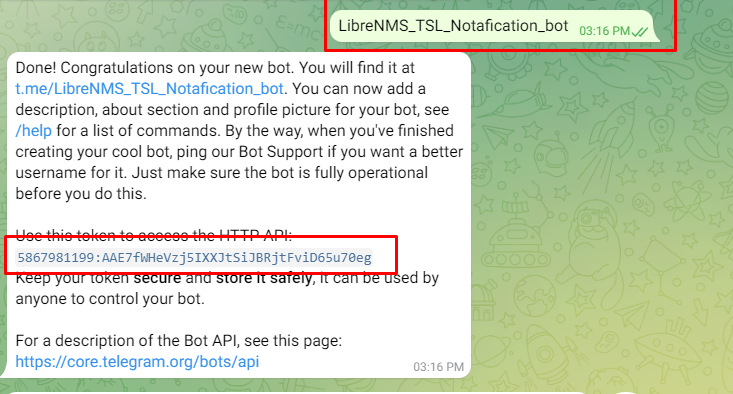 LibreNMS_TSL_Notafication_bot 03:16 PM
Done! Congratulations on your new bot. You will find it at
t.me/LibreNMS_TSL_Notafication_bot. You can now add a
description, about section and profile picture for your bot, see
/help for a list of commands. By the way, when you've finished
creating your cool bot, ping our Bot Support if you want a better
username for it. Just make sure the bot is fully operational
before you do this.
Use this token to access the HTTP API:
5867981199:AAE7fWHeVzj5IXXJtSiJBRjtFviD65u70eg
Keep your token secure and store it safely, it can be used by
anyone to control your bot.
For a description of the Bot API, see this page:
https://core.telegram.org/bots/api
03:16 PM